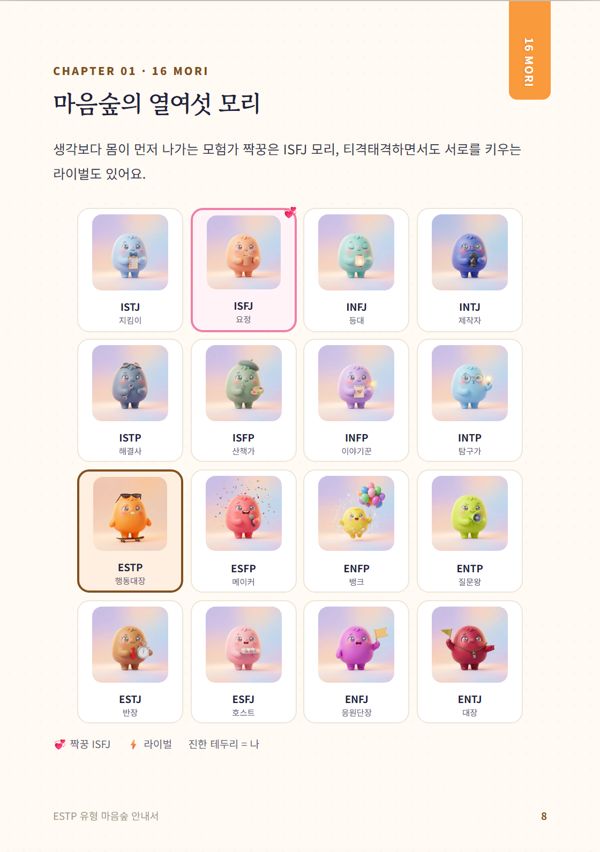 16 MORI
CHAPTER 01 · 16 MORI
마음숲의 열여섯 모리
생각보다 몸이 먼저 나가는 모험가 짝꿍은 ISFJ 모리, 티격태격하면서도 서로를 키우는
라이벌도 있어요.
ISTJ
지킴이
ISFJ
요정
INFJ
등대
INTJ
제작자
ISTP
해결사
ISFP
산책가
INFP
이야기꾼
INTP
탐구가
ESTP
행동대장
ESFP
메이커
ENFP
뱅크
ENTP
질문왕
ESTJ
반장
ESFJ
호스트
ENFJ
응원단장
ENTJ
대장
짝꿍 ISFJ 라이벌 진한 테두리 = 나
ESTP 유형 마음숲 안내서
8